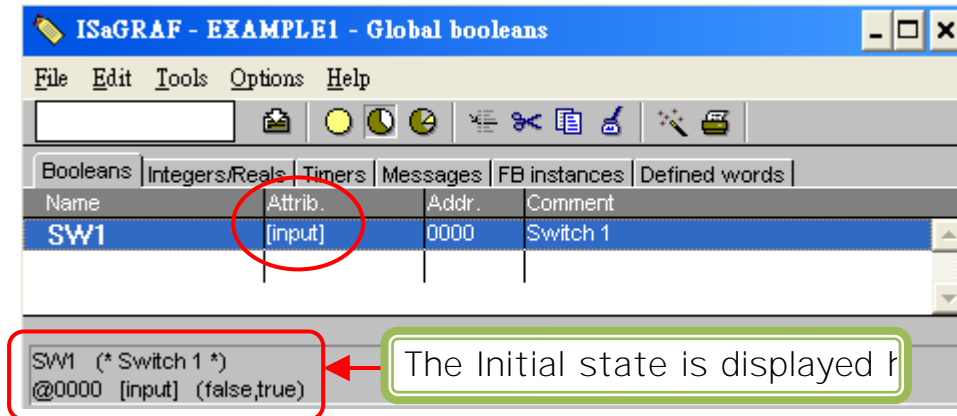 ISaGRAF - EXAMPLE1 - Global booleans
File Edit Tools Options Help
Booleans Integers/Reals Timers Messages FB instances Defined words
Name Attrib. Addr. Comment
SW1 [input] 0000 Switch 1
SW1 (* Switch 1 *)
@0000 [input] (false,true)
The Initial state is displayed